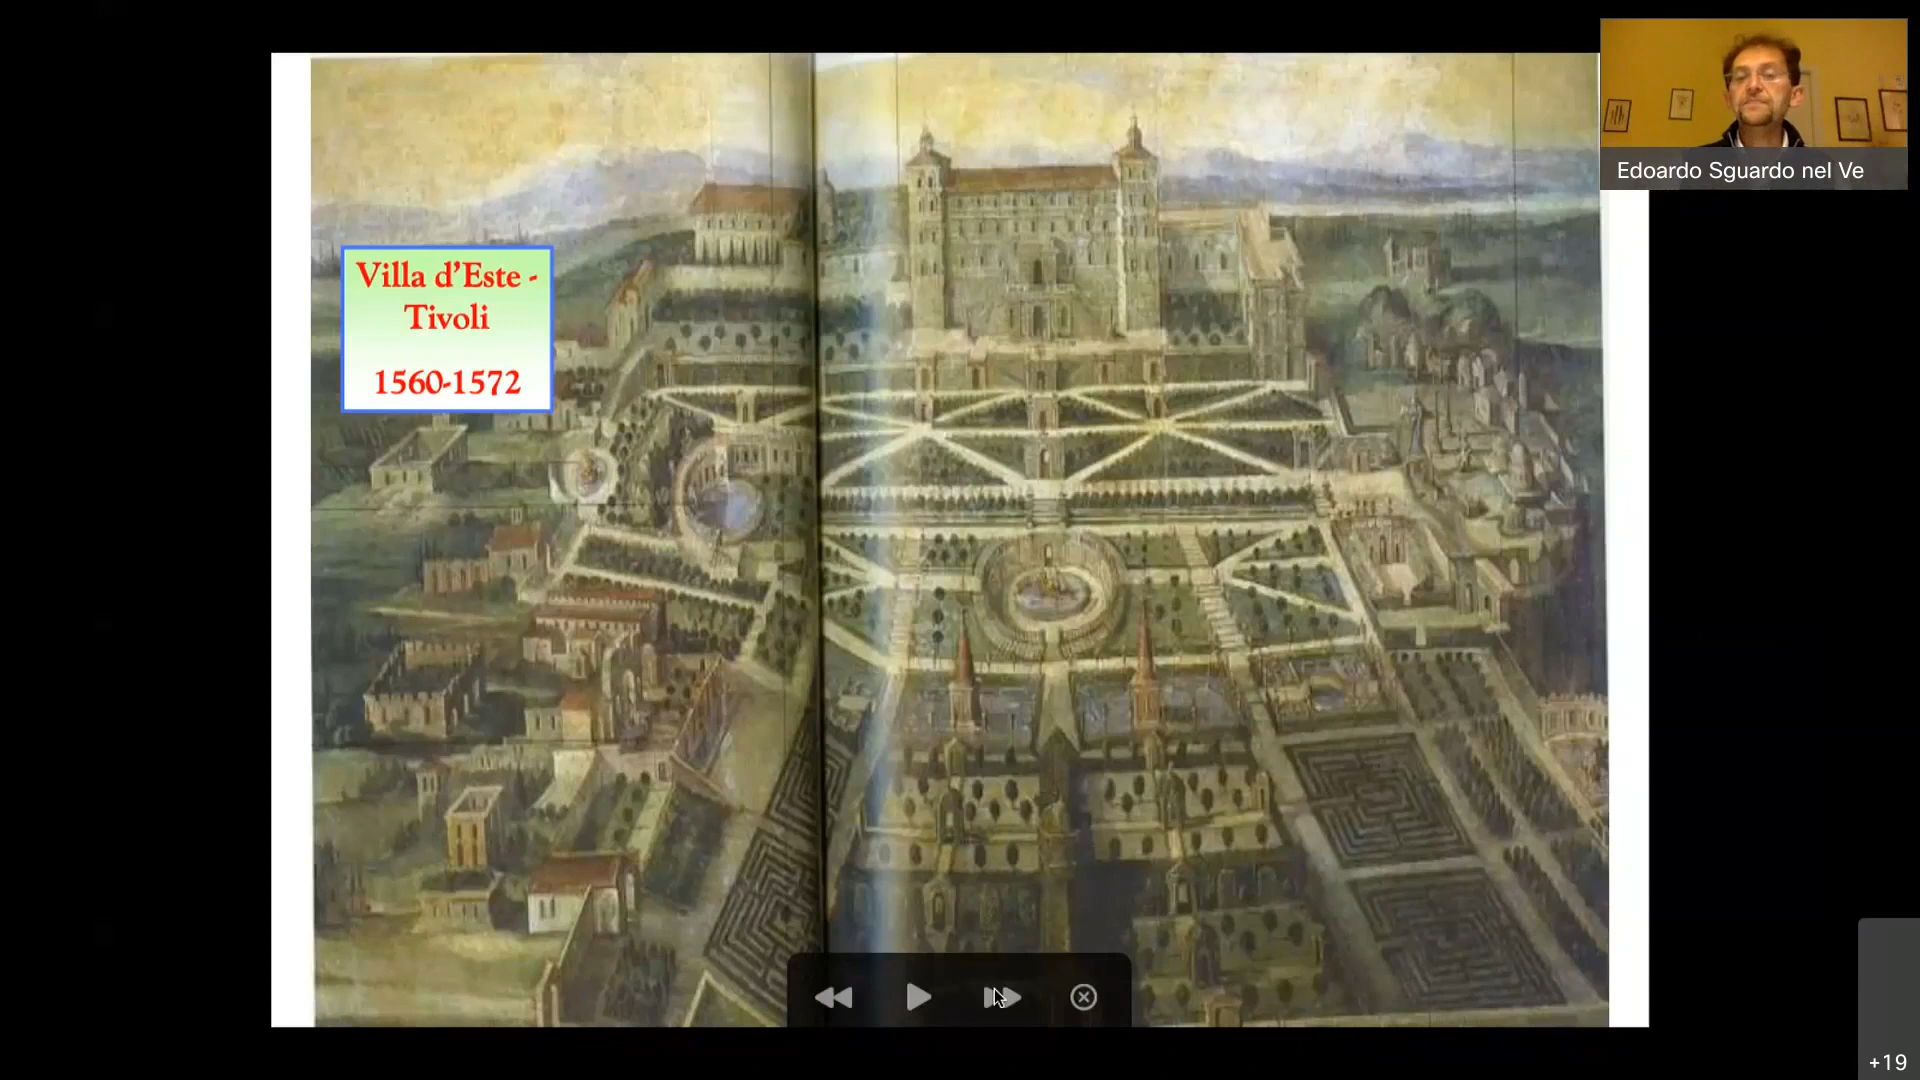 Villa d'Este -
Tivoli
1560-1572
Edoardo Sguardo nel Ve
+19